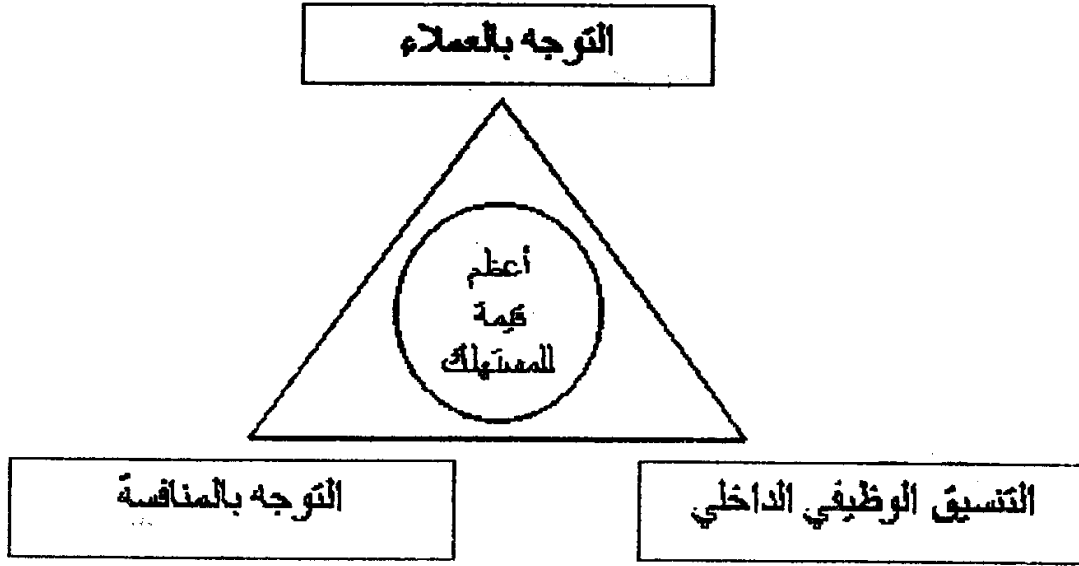 التوجه بالعملاء
أعظم
قيمة
للمستهلك
التنسيق الوظيفي الداخلي
التوجه بالمنافسة